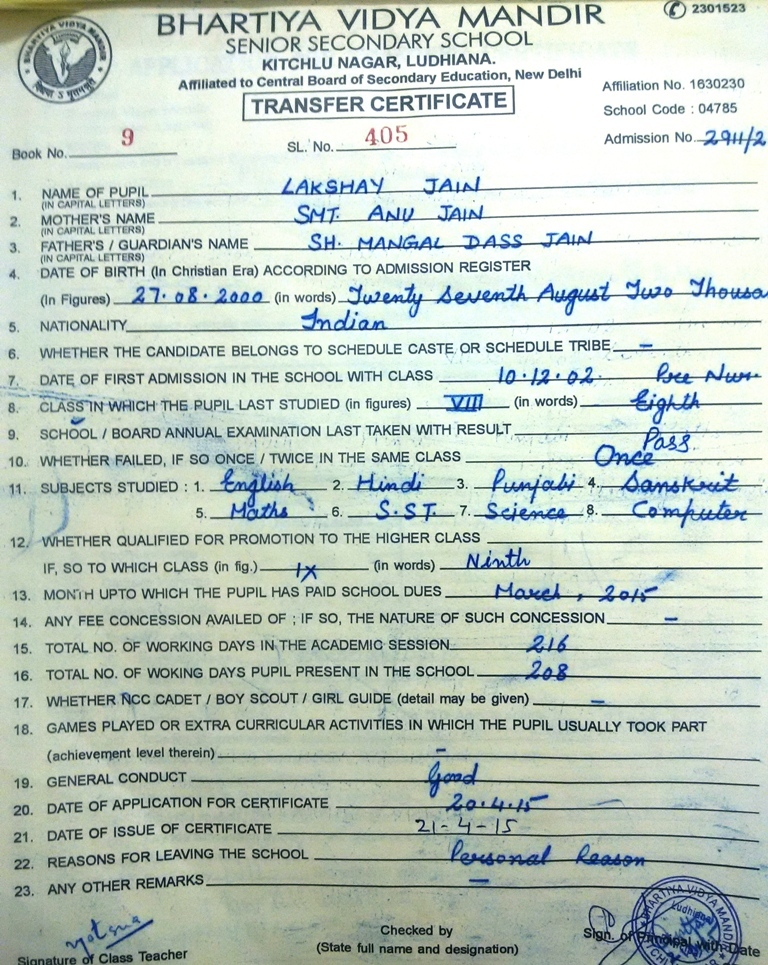 BHARTIYA VIDYA MANDIR
✆ 2301523
SENIOR SECONDARY SCHOOL
KITCHLU NAGAR, LUDHIANA.
Affiliated to Central Board of Secondary Education, New Delhi
Affiliation No. 1630230
TRANSFER CERTIFICATE
School Code : 04785
Book No. 9 SL. No. 405 Admission No. 2911/2
1. NAME OF PUPIL LAKSHAY JAIN
(IN CAPITAL LETTERS)
2. MOTHER'S NAME SMT. ANU JAIN
(IN CAPITAL LETTERS)
3. FATHER'S / GUARDIAN'S NAME SH. MANGAL DASS JAIN
(IN CAPITAL LETTERS)
4. DATE OF BIRTH (In Christian Era) ACCORDING TO ADMISSION REGISTER
(In Figures) 27.08.2000 (in words) Twenty Seventh August Two Thousa
5. NATIONALITY Indian
6. WHETHER THE CANDIDATE BELONGS TO SCHEDULE CASTE OR SCHEDULE TRIBE –
7. DATE OF FIRST ADMISSION IN THE SCHOOL WITH CLASS 10.12.02. Pre Nur.
8. CLASS IN WHICH THE PUPIL LAST STUDIED (in figures) VIII (in words) Eighth
9. SCHOOL / BOARD ANNUAL EXAMINATION LAST TAKEN WITH RESULT Pass
10. WHETHER FAILED, IF SO ONCE / TWICE IN THE SAME CLASS Once
11. SUBJECTS STUDIED : 1. English 2. Hindi 3. Punjabi 4. Sanskrit
5. Maths 6. S.ST. 7. Science 8. Computer
12. WHETHER QUALIFIED FOR PROMOTION TO THE HIGHER CLASS
IF, SO TO WHICH CLASS (in fig.) IX (in words) Ninth
13. MONTH UPTO WHICH THE PUPIL HAS PAID SCHOOL DUES March, 2015
14. ANY FEE CONCESSION AVAILED OF ; IF SO, THE NATURE OF SUCH CONCESSION –
15. TOTAL NO. OF WORKING DAYS IN THE ACADEMIC SESSION 216
16. TOTAL NO. OF WOKING DAYS PUPIL PRESENT IN THE SCHOOL 208
17. WHETHER NCC CADET / BOY SCOUT / GIRL GUIDE (detail may be given) –
18. GAMES PLAYED OR EXTRA CURRICULAR ACTIVITIES IN WHICH THE PUPIL USUALLY TOOK PART
(achievement level therein) –
19. GENERAL CONDUCT Good
20. DATE OF APPLICATION FOR CERTIFICATE 20.4.15
21. DATE OF ISSUE OF CERTIFICATE 21-4-15
22. REASONS FOR LEAVING THE SCHOOL Personal Reason
23. ANY OTHER REMARKS –
Signature of Class Teacher
Checked by
(State full name and designation)
Sign. of Principal with Date
BHARTIYA VIDYA MANDIR
Ludhiana